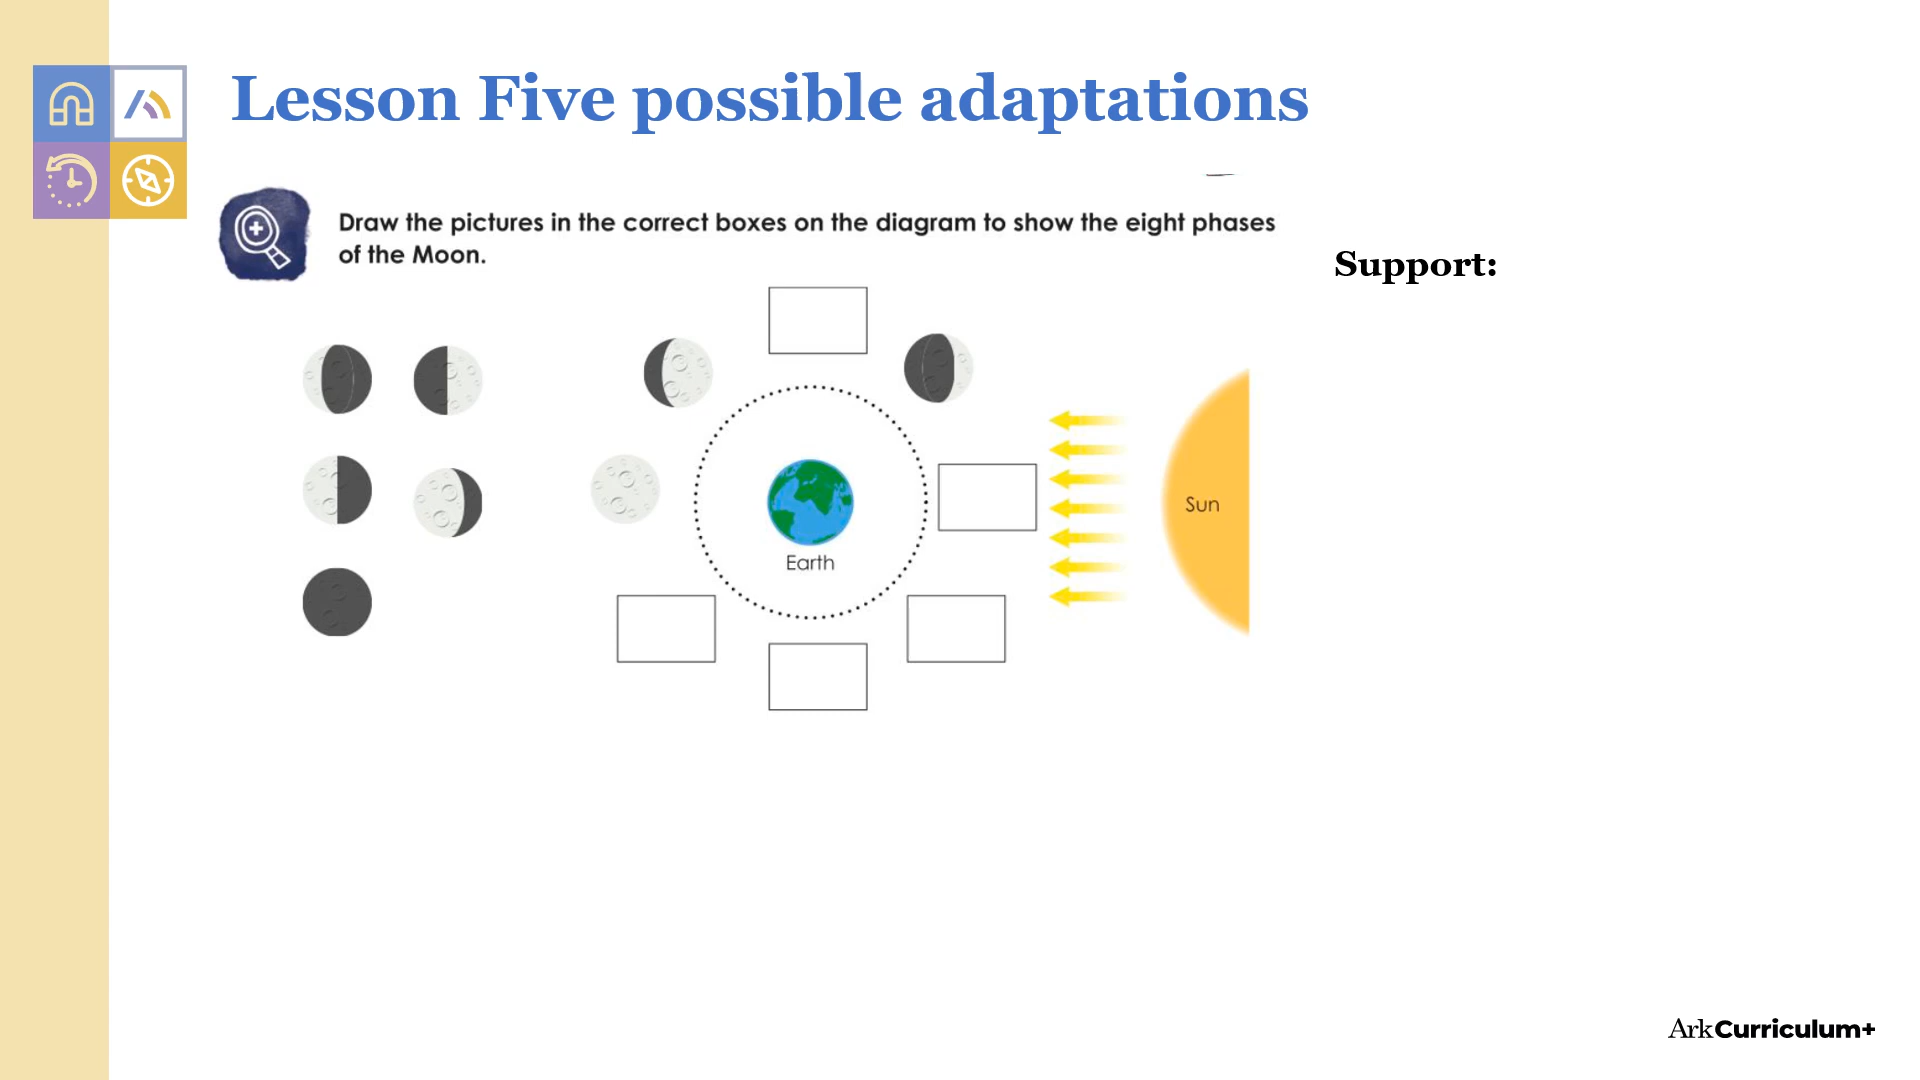 Lesson Five possible adaptations
Draw the pictures in the correct boxes on the diagram to show the eight phases
of the Moon.
Support:
Sun
Earth
ArkCurriculum+